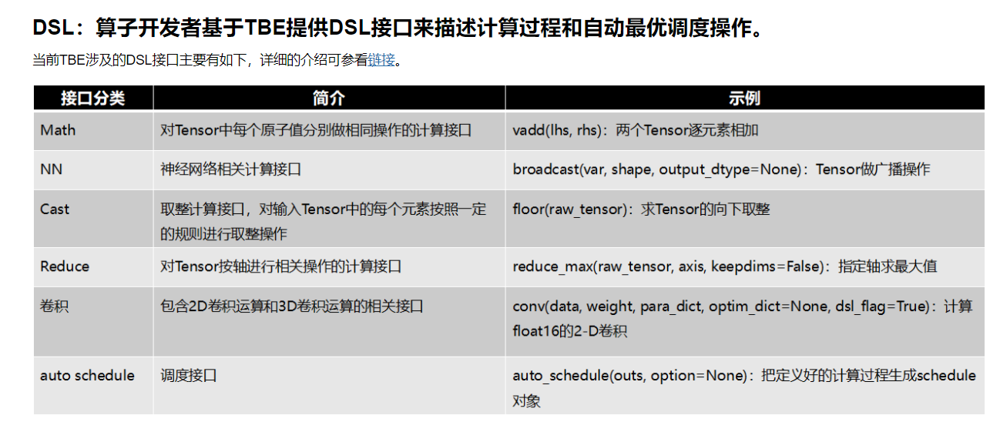 DSL：算子开发者基于TBE提供DSL接口来描述计算过程和自动最优调度操作。
当前TBE涉及的DSL接口主要有如下，详细的介绍可参看链接。
接口分类 简介 示例
Math 对Tensor中每个原子值分别做相同操作的计算接口 vadd(lhs, rhs)：两个Tensor逐元素相加
NN 神经网络相关计算接口 broadcast(var, shape, output_dtype=None)：Tensor做广播操作
Cast 取整计算接口，对输入Tensor中的每个元素按照一定 floor(raw_tensor)：求Tensor的向下取整
的规则进行取整操作
Reduce 对Tensor按轴进行相关操作的计算接口 reduce_max(raw_tensor, axis, keepdims=False)：指定轴求最大值
卷积 包含2D卷积运算和3D卷积运算的相关接口 conv(data, weight, para_dict, optim_dict=None, dsl_flag=True)：计算
float16的2-D卷积
auto schedule 调度接口 auto_schedule(outs, option=None)：把定义好的计算过程生成schedule
对象